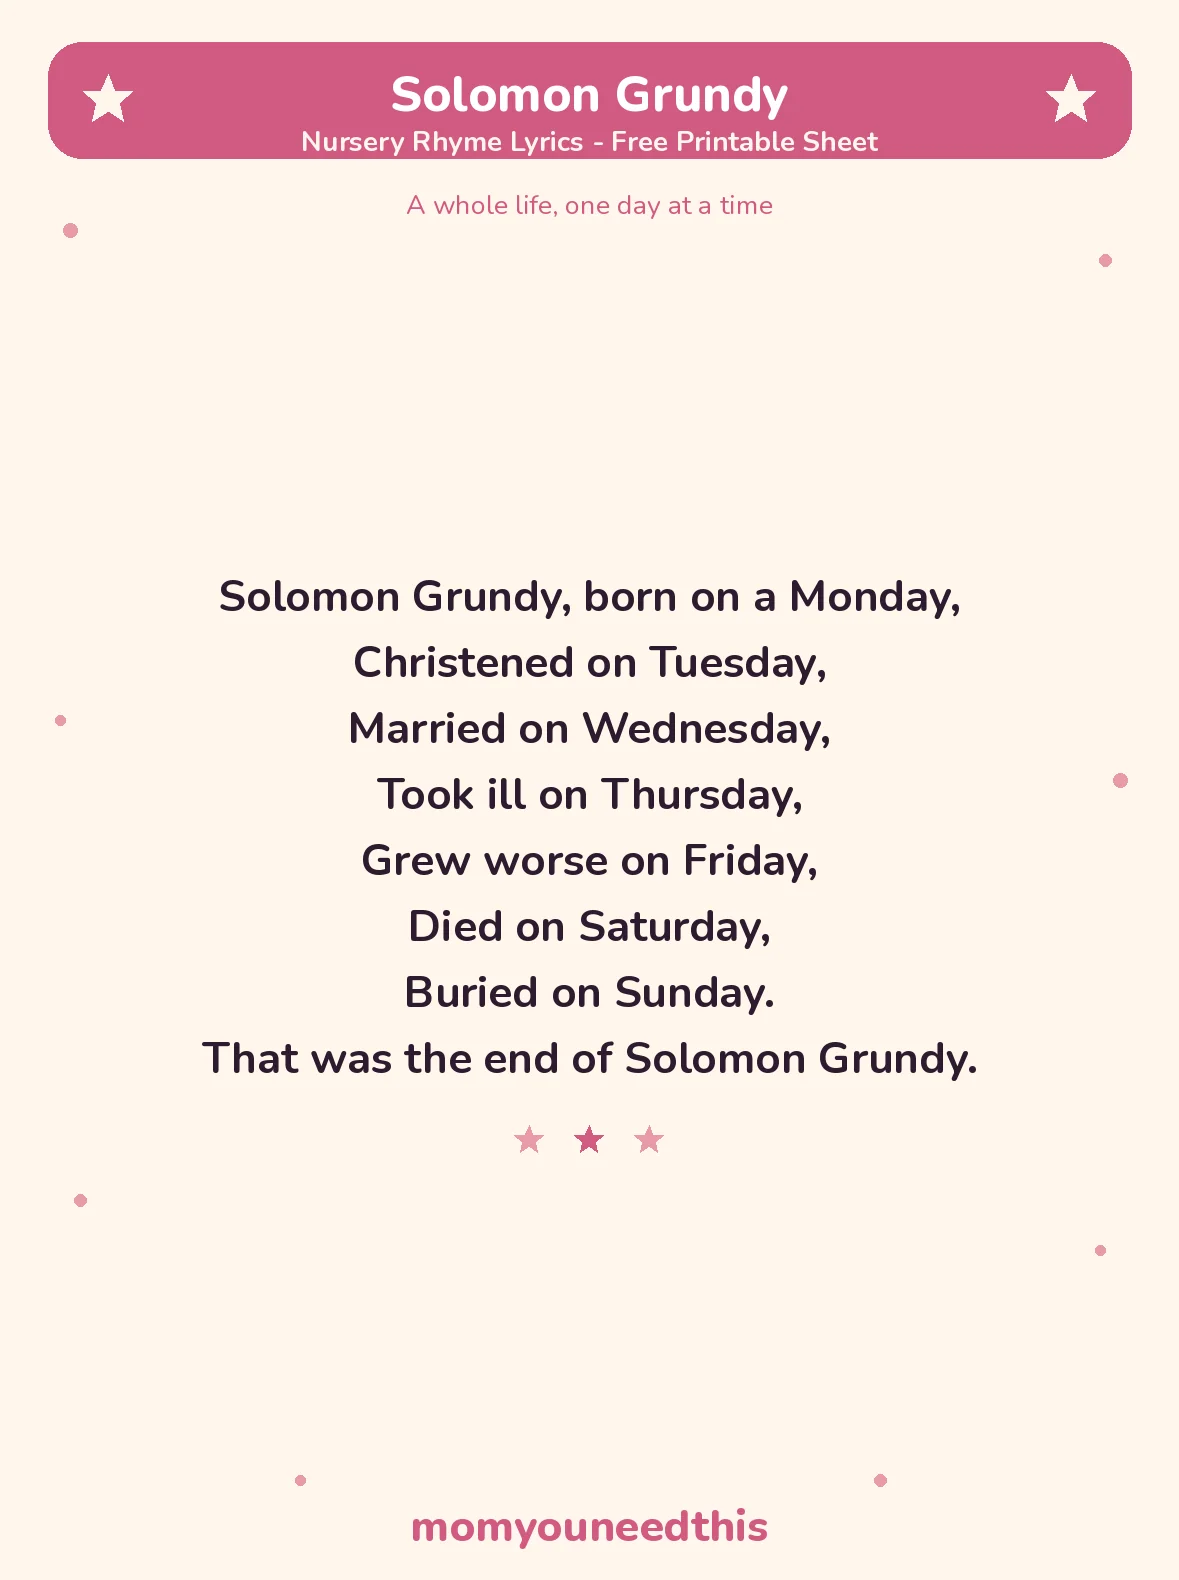 Solomon Grundy
Nursery Rhyme Lyrics - Free Printable Sheet
A whole life, one day at a time
Solomon Grundy, born on a Monday,
Christened on Tuesday,
Married on Wednesday,
Took ill on Thursday,
Grew worse on Friday,
Died on Saturday,
Buried on Sunday.
That was the end of Solomon Grundy.
momyouneedthis